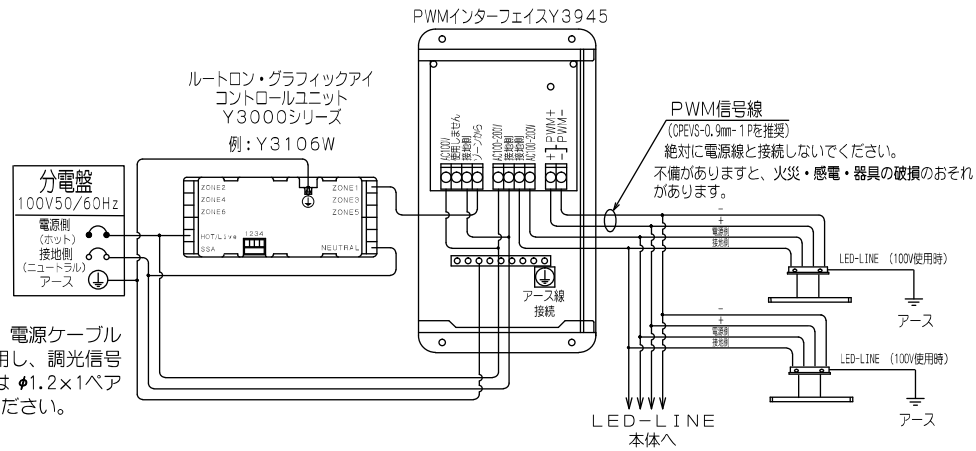 PWMインターフェイスY3945
ルートロン・グラフィックアイ
コントロールユニット
Y3000シリーズ
例：Y3106W
PWM信号線
(CPEVS-0.9mm-1Pを推奨)
絶対に電源線と接続しないでください。
不備がありますと、火災・感電・器具の破損のおそれ
があります。
AC100V
使用しません
接地側
ゾーンから
AC100-200V
接地側
接地側
AC100-200V
+]PWM+
-]PWM-
分電盤
100V50/60Hz
電源側
(ホット)
接地側
(ニュートラル)
アース
ZONE2
ZONE4
ZONE6
HOT/Live
SSA
1234
ZONE1
ZONE3
ZONE5
NEUTRAL
アース線
接続
-
+
電源側
接地側
LED-LINE (100V使用時)
アース
-
+
電源側
接地側
LED-LINE (100V使用時)
アース
電源ケーブル
用し、調光信号
は φ1.2×1ペア
ださい。
LED-LINE
本体へ